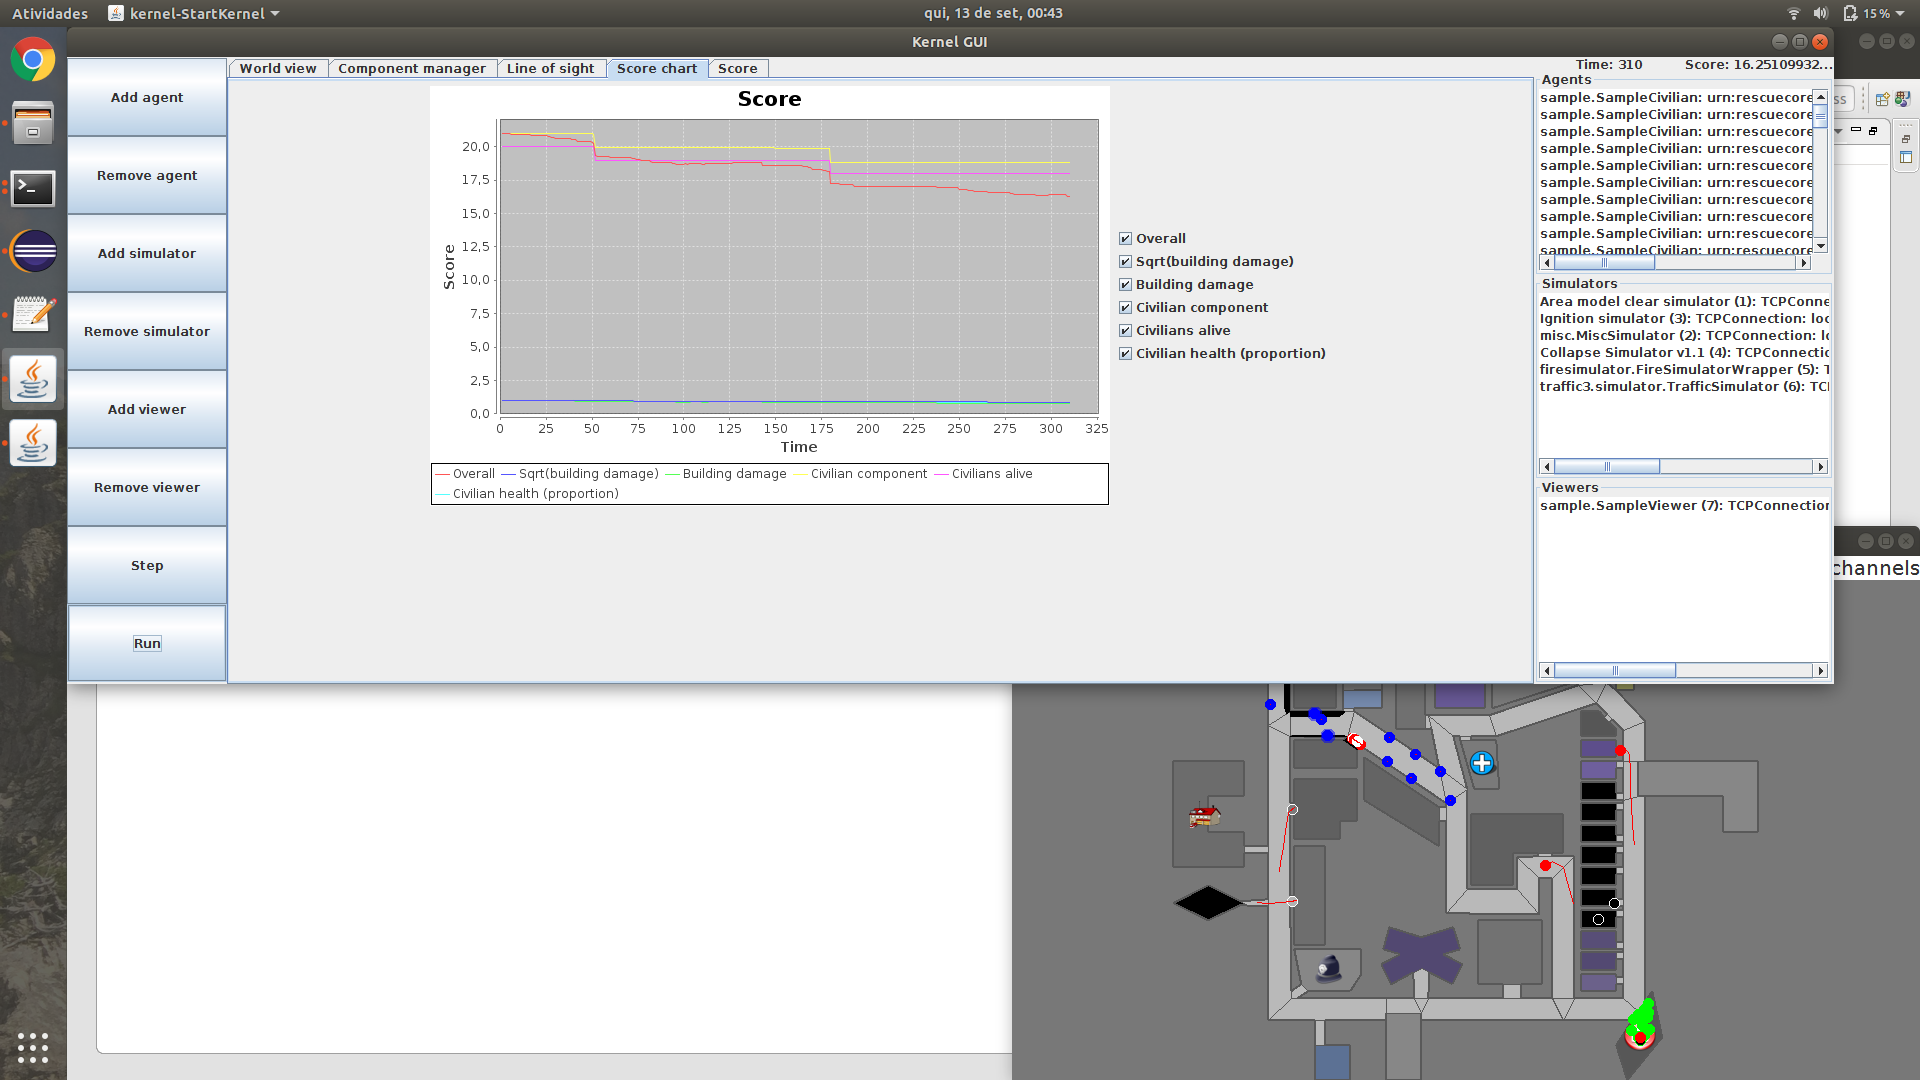 Atividades
kernel-StartKernel
qui, 13 de set, 00:43
15%
Kernel GUI
Add agent
Remove agent
Add simulator
Remove simulator
Add viewer
Remove viewer
Step
Run
World view
Component manager
Line of sight
Score chart
Score
Time: 310
Score: 16.25109932...
Score
20,0
17,5
15,0
12,5
10,0
7,5
5,0
2,5
0,0
Score
0
25
50
75
100
125
150
175
200
225
250
275
300
325
Time
Overall
Sqrt(building damage)
Building damage
Civilian component
Civilians alive
Civilian health (proportion)
Overall
Sqrt(building damage)
Building damage
Civilian component
Civilians alive
Civilian health (proportion)
Agents
sample.SampleCivilian: urn:rescuecore
sample.SampleCivilian: urn:rescuecore
sample.SampleCivilian: urn:rescuecore
sample.SampleCivilian: urn:rescuecore
sample.SampleCivilian: urn:rescuecore
sample.SampleCivilian: urn:rescuecore
sample.SampleCivilian: urn:rescuecore
sample.SampleCivilian: urn:rescuecore
sample.SampleCivilian: urn:rescuecore
sample.SampleCivilian: urn:rescuecore
Simulators
Area model clear simulator (1): TCPConne
Ignition simulator (3): TCPConnection: loc
misc.MiscSimulator (2): TCPConnection: lo
Collapse Simulator v1.1 (4): TCPConnectio
firesimulator.FireSimulatorWrapper (5): T
traffic3.simulator.TrafficSimulator (6): TCP
Viewers
sample.SampleViewer (7): TCPConnection
ss
channels